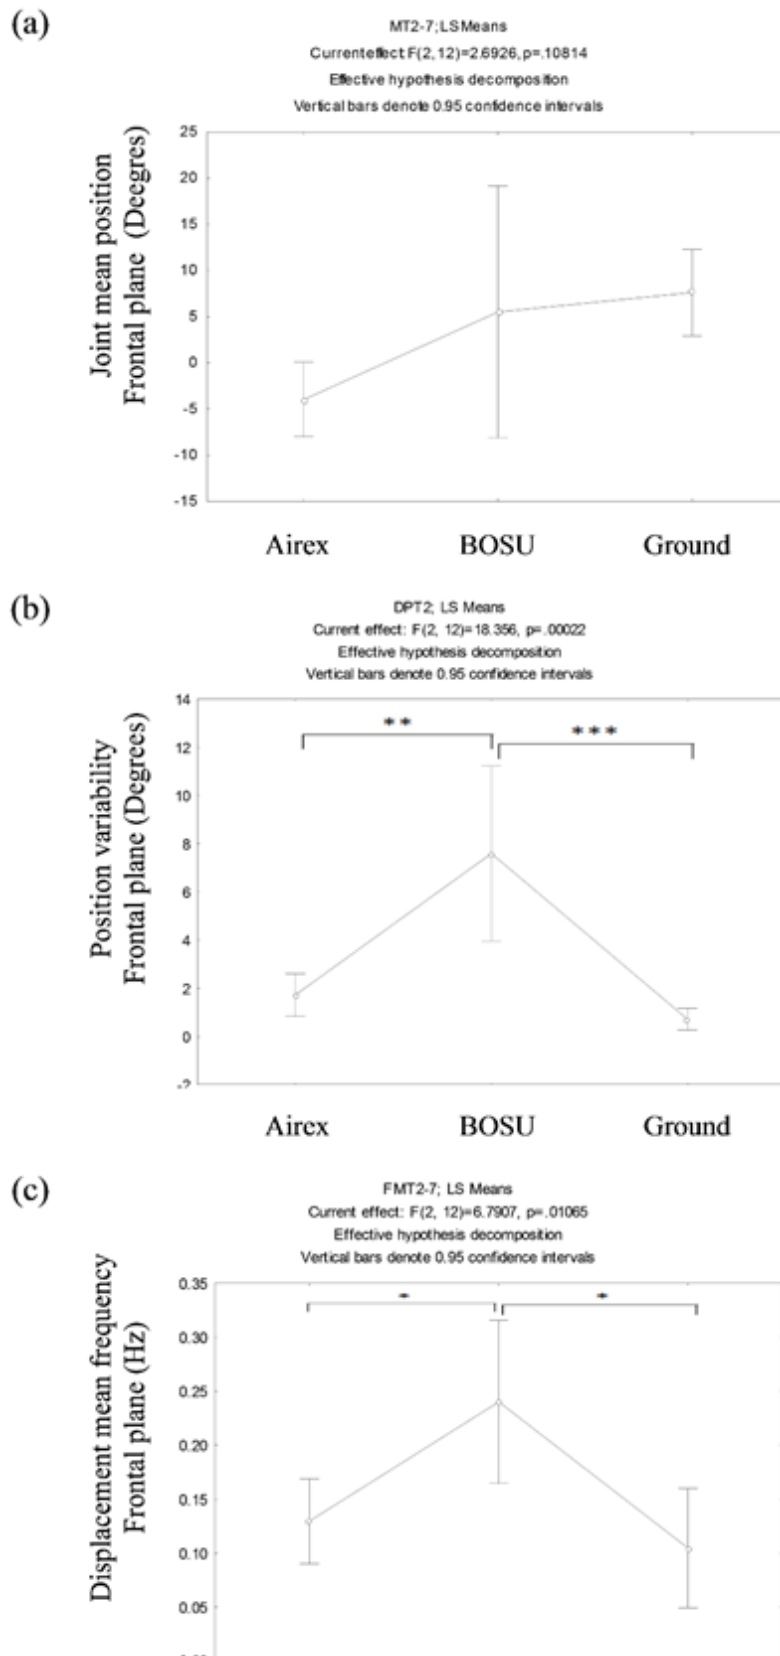 (a)
MT2-7; LS Means
Current effect: F(2, 12)=2.6926, p=.10814
Effective hypothesis decomposition
Vertical bars denote 0.95 confidence intervals
Joint mean position
Frontal plane (Deegres)
25
20
15
10
5
0
-5
-10
-15
Airex BOSU Ground
(b)
DPT2; LS Means
Current effect: F(2, 12)=18.356, p=.00022
Effective hypothesis decomposition
Vertical bars denote 0.95 confidence intervals
Position variability
Frontal plane (Degrees)
14
12
10
8
6
4
2
0
-2
** ***
Airex BOSU Ground
(c)
FMT2-7; LS Means
Current effect: F(2, 12)=6.7907, p=.01065
Effective hypothesis decomposition
Vertical bars denote 0.95 confidence intervals
Displacement mean frequency
Frontal plane (Hz)
0.35
0.30
0.25
0.20
0.15
0.10
0.05
* *